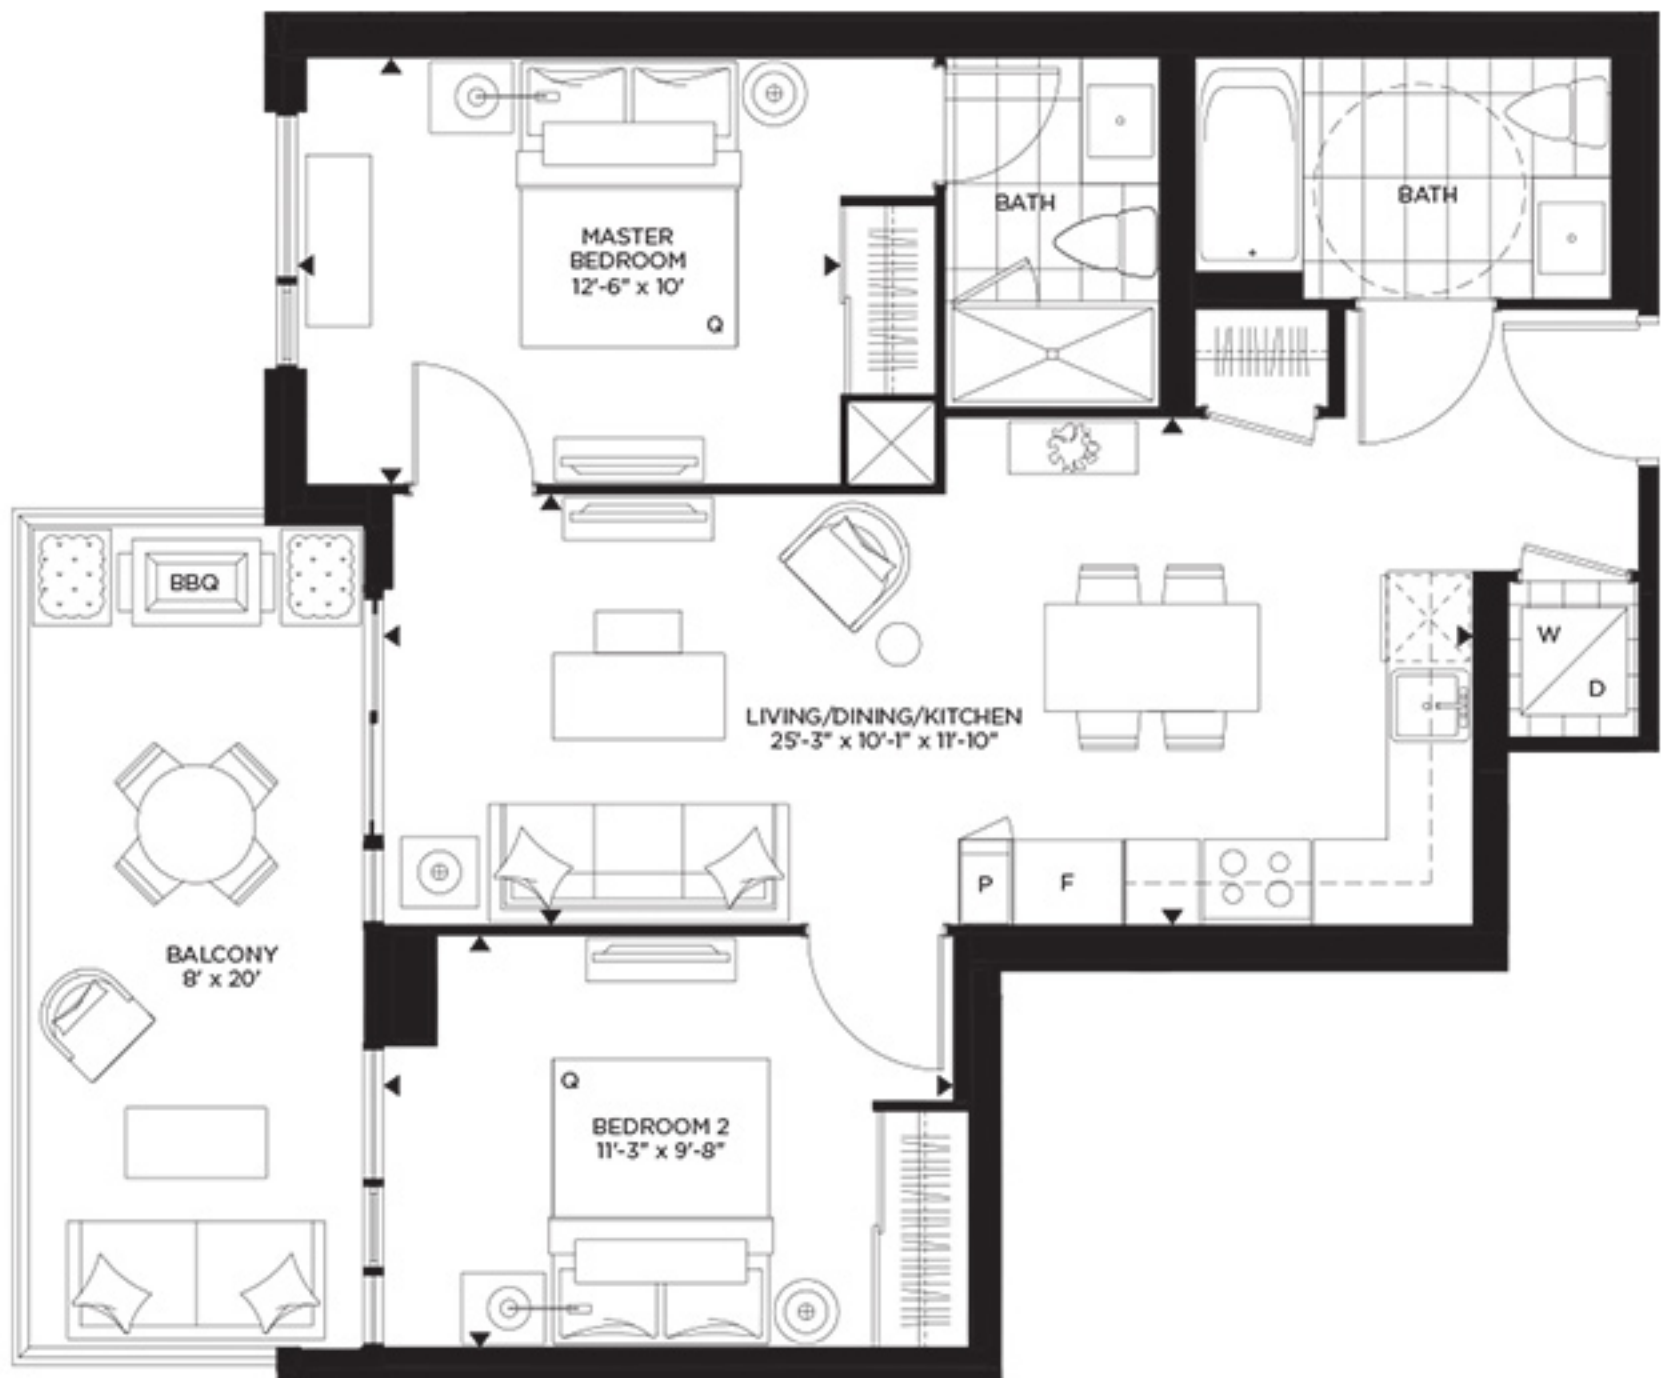 MASTER
BEDROOM
12'-6" x 10'
Q
BATH
BATH
BBQ
W
D
LIVING/DINING/KITCHEN
25'-3" x 10'-1" x 11'-10"
P
F
BALCONY
8' x 20'
Q
BEDROOM 2
11'-3" x 9'-8"